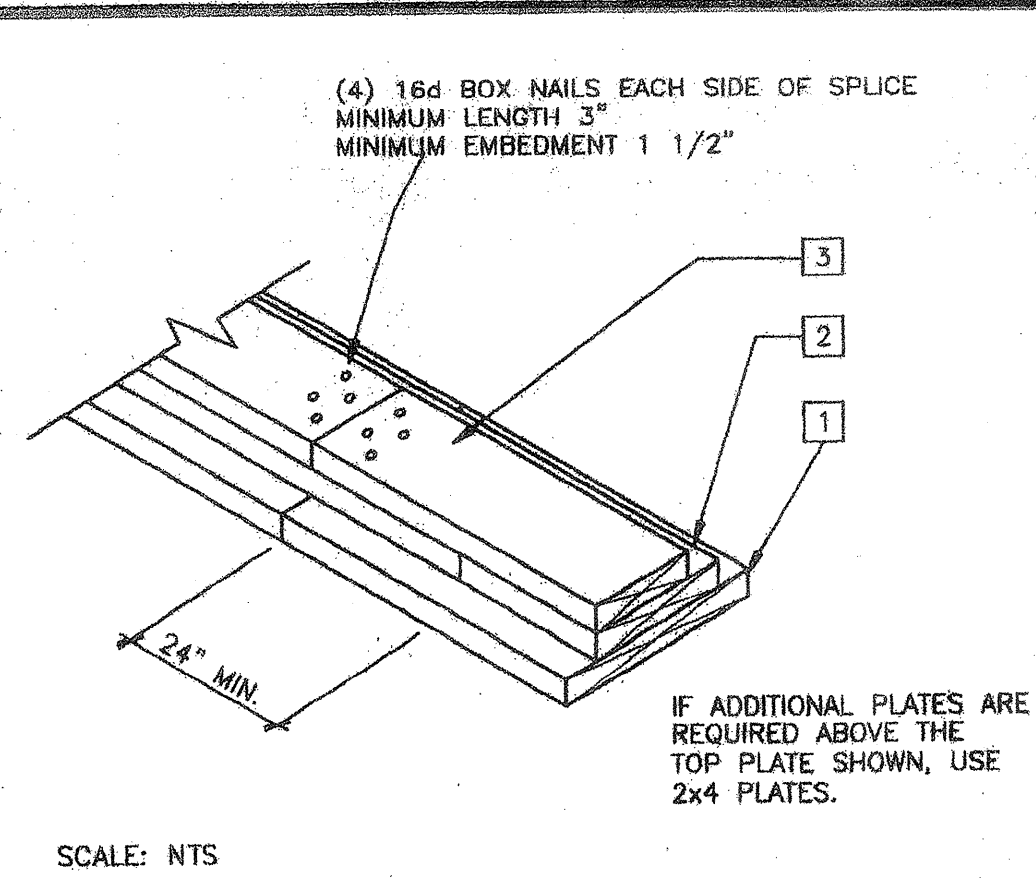 (4) 16d BOX NAILS EACH SIDE OF SPLICE
MINIMUM LENGTH 3"
MINIMUM EMBEDMENT 1 1/2"
3
2
1
24" MIN.
IF ADDITIONAL PLATES ARE
REQUIRED ABOVE THE
TOP PLATE SHOWN, USE
2x4 PLATES.
SCALE: NTS